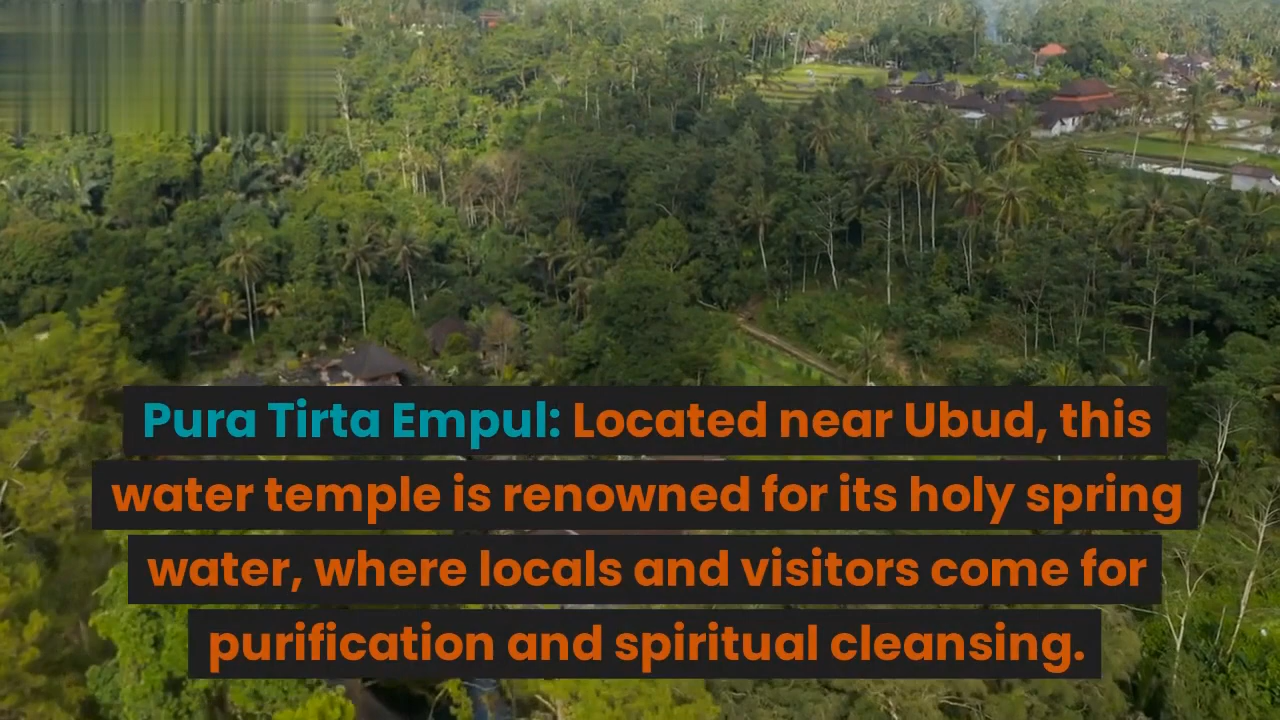 Pura Tirta Empul: Located near Ubud, this
water temple is renowned for its holy spring
water, where locals and visitors come for
purification and spiritual cleansing.